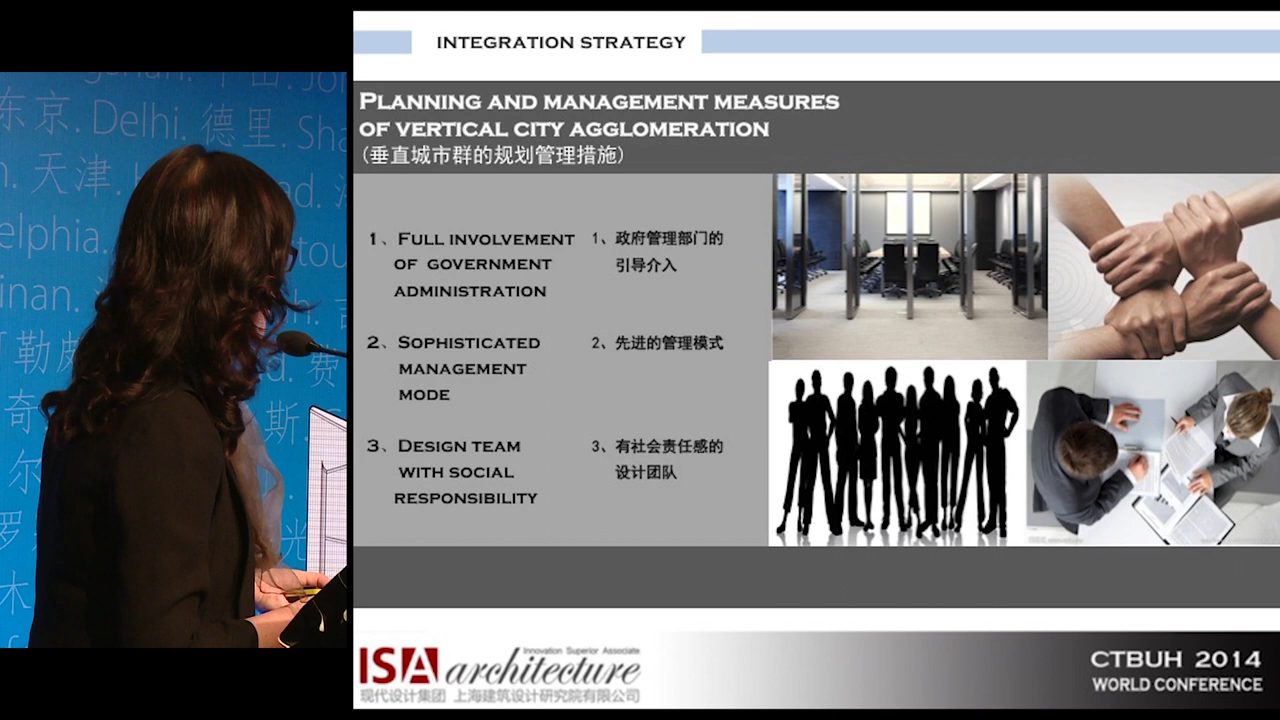 INTEGRATION STRATEGY
PLANNING AND MANAGEMENT MEASURES
OF VERTICAL CITY AGGLOMERATION
(垂直城市群的规划管理措施)
1、FULL INVOLVEMENT
OF GOVERNMENT
ADMINISTRATION
1、政府管理部门的
引导介入
2、SOPHISTICATED
MANAGEMENT
MODE
2、先进的管理模式
3、DESIGN TEAM
WITH SOCIAL
RESPONSIBILITY
3、有社会责任感的
设计团队
东京. Delhi. 德里. Sha
天津.
elphia.
inan.
勒
奇
斯.
尔
罗
光
木
Innovation Superior Associate
ISA architecture
现代设计集团 上海建筑设计研究院有限公司
CTBUH 2014
WORLD CONFERENCE